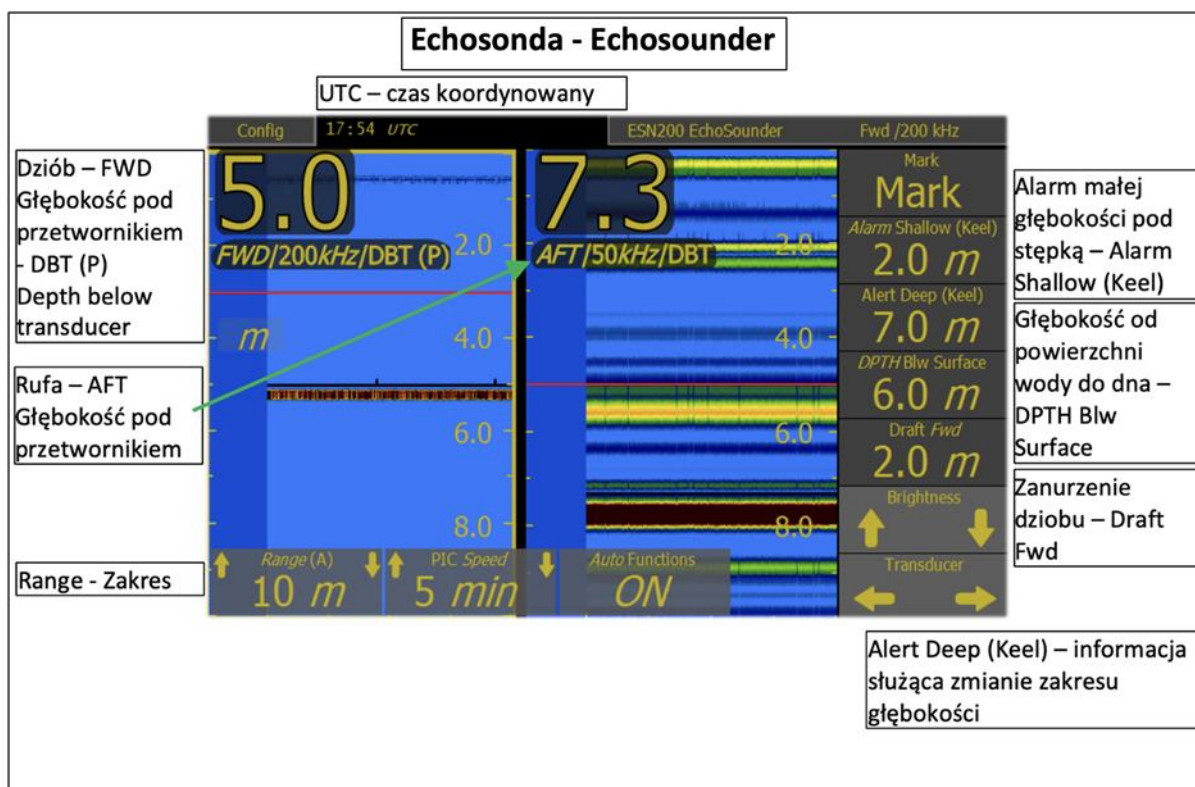 Echosonda - Echosounder
UTC – czas koordynowany
Config
17:54 UTC
ESN200 EchoSounder
Fwd /200 kHz
Dziób – FWD
Głębokość pod
przetwornikiem
- DBT (P)
Depth below
transducer
Rufa – AFT
Głębokość pod
przetwornikiem
Range - Zakres
5.0
FWD/200kHz/DBT (P)
2.0
m
4.0
6.0
8.0
7.3
AFT/50kHz/DBT
2.0
4.0
6.0
8.0
Range (A)
10 m
PIC Speed
5 min
Auto Functions
ON
Mark
Mark
Alarm Shallow (Keel)
2.0 m
Alert Deep (Keel)
7.0 m
DPTH Blw Surface
6.0 m
Draft Fwd
2.0 m
Brightness
Transducer
Alarm małej
głębokości pod
stępką – Alarm
Shallow (Keel)
Głębokość od
powierzchni
wody do dna –
DPTH Blw
Surface
Zanurzenie
dziobu – Draft
Fwd
Alert Deep (Keel) – informacja
służąca zmianie zakresu
głębokości